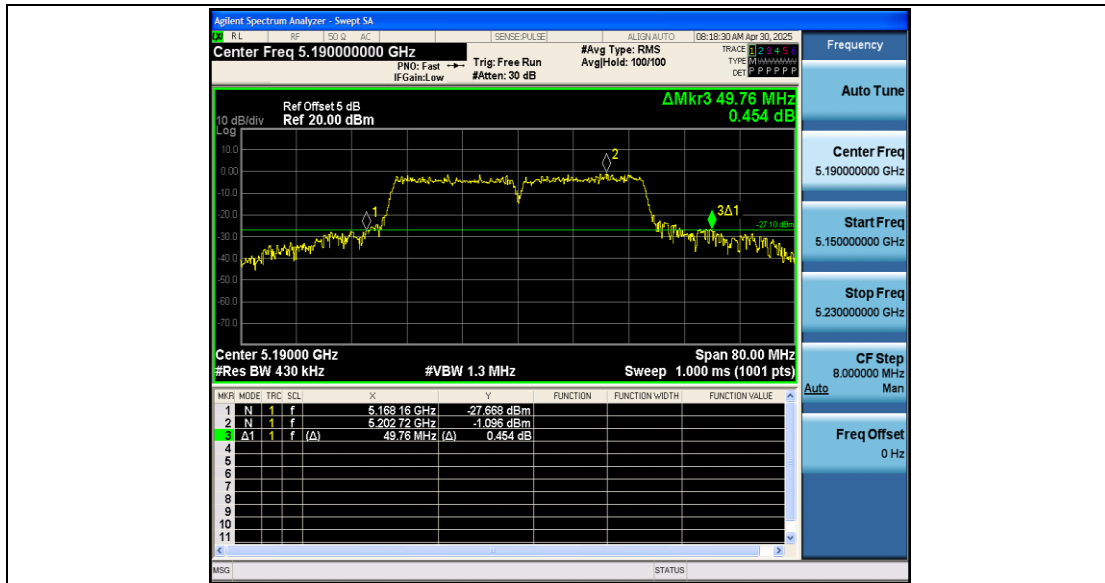 Agilent Spectrum Analyzer - Swept SA
RL RF 50 Ω AC SENSE:PULSE ALIGN AUTO 08:18:30 AM Apr 30, 2025
Center Freq 5.190000000 GHz
#Avg Type: RMS
TRACE 1 2 3 4 5 6
PNO: Fast
Trig: Free Run
Avg|Hold: 100/100
TYPE M
IFGain:Low
#Atten: 30 dB
DET P P P P P P
ΔMkr3 49.76 MHz
0.454 dB
Ref Offset 5 dB
10 dB/div Ref 20.00 dBm
Log
10.0
0.00
-10.0
-20.0
-30.0
-40.0
-50.0
-60.0
-70.0
1
2
3Δ1
-27.10 dBm
Center 5.19000 GHz Span 80.00 MHz
#Res BW 430 kHz #VBW 1.3 MHz Sweep 1.000 ms (1001 pts)
MKR MODE TRC SCL X Y FUNCTION FUNCTION WIDTH FUNCTION VALUE
1 N 1 f 5.168 16 GHz -27.668 dBm
2 N 1 f 5.202 72 GHz -1.096 dBm
3 Δ1 1 f (Δ) 49.76 MHz (Δ) 0.454 dB
4
5
6
7
8
9
10
11
MSG STATUS
Frequency
Auto Tune
Center Freq
5.190000000 GHz
Start Freq
5.150000000 GHz
Stop Freq
5.230000000 GHz
CF Step
8.000000 MHz
Auto Man
Freq Offset
0 Hz